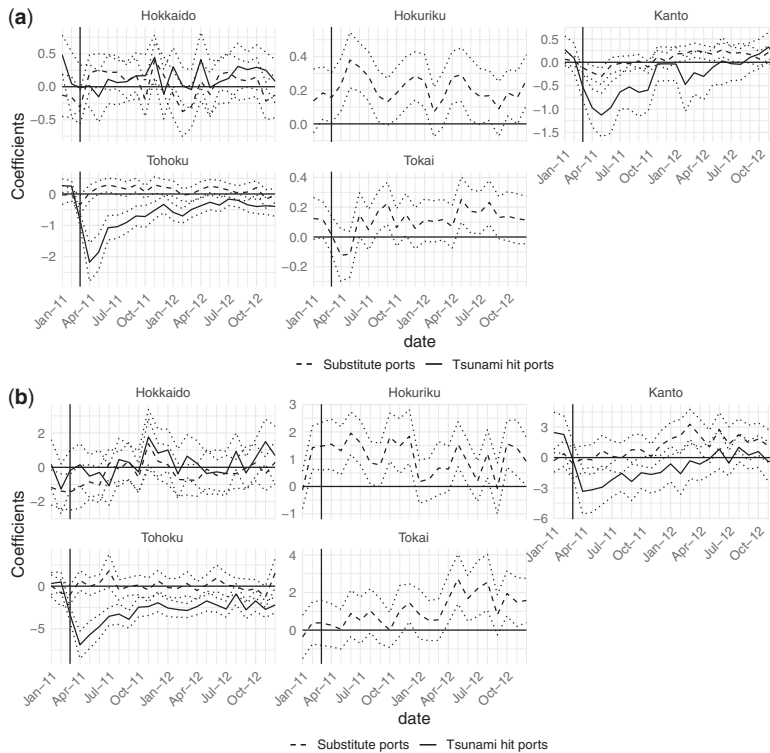 (a)
Hokkaido
Hokuriku
Kanto
0.5
0.0
−0.5
0.4
0.2
0.0
0.5
0.0
−0.5
−1.0
−1.5
Coefficients
Tohoku
Tokai
Jan−11
Apr−11
Jul−11
Oct−11
Jan−12
Apr−12
Jul−12
Oct−12
0
−1
−2
0.4
0.2
0.0
−0.2
Jan−11
Apr−11
Jul−11
Oct−11
Jan−12
Apr−12
Jul−12
Oct−12
Jan−11
Apr−11
Jul−11
Oct−11
Jan−12
Apr−12
Jul−12
Oct−12
date
Substitute ports
Tsunami hit ports
(b)
Hokkaido
Hokuriku
Kanto
2
0
−2
3
2
1
0
−1
3
0
−3
−6
Coefficients
Tohoku
Tokai
Jan−11
Apr−11
Jul−11
Oct−11
Jan−12
Apr−12
Jul−12
Oct−12
0
−5
4
2
0
Jan−11
Apr−11
Jul−11
Oct−11
Jan−12
Apr−12
Jul−12
Oct−12
Jan−11
Apr−11
Jul−11
Oct−11
Jan−12
Apr−12
Jul−12
Oct−12
date
Substitute ports
Tsunami hit ports